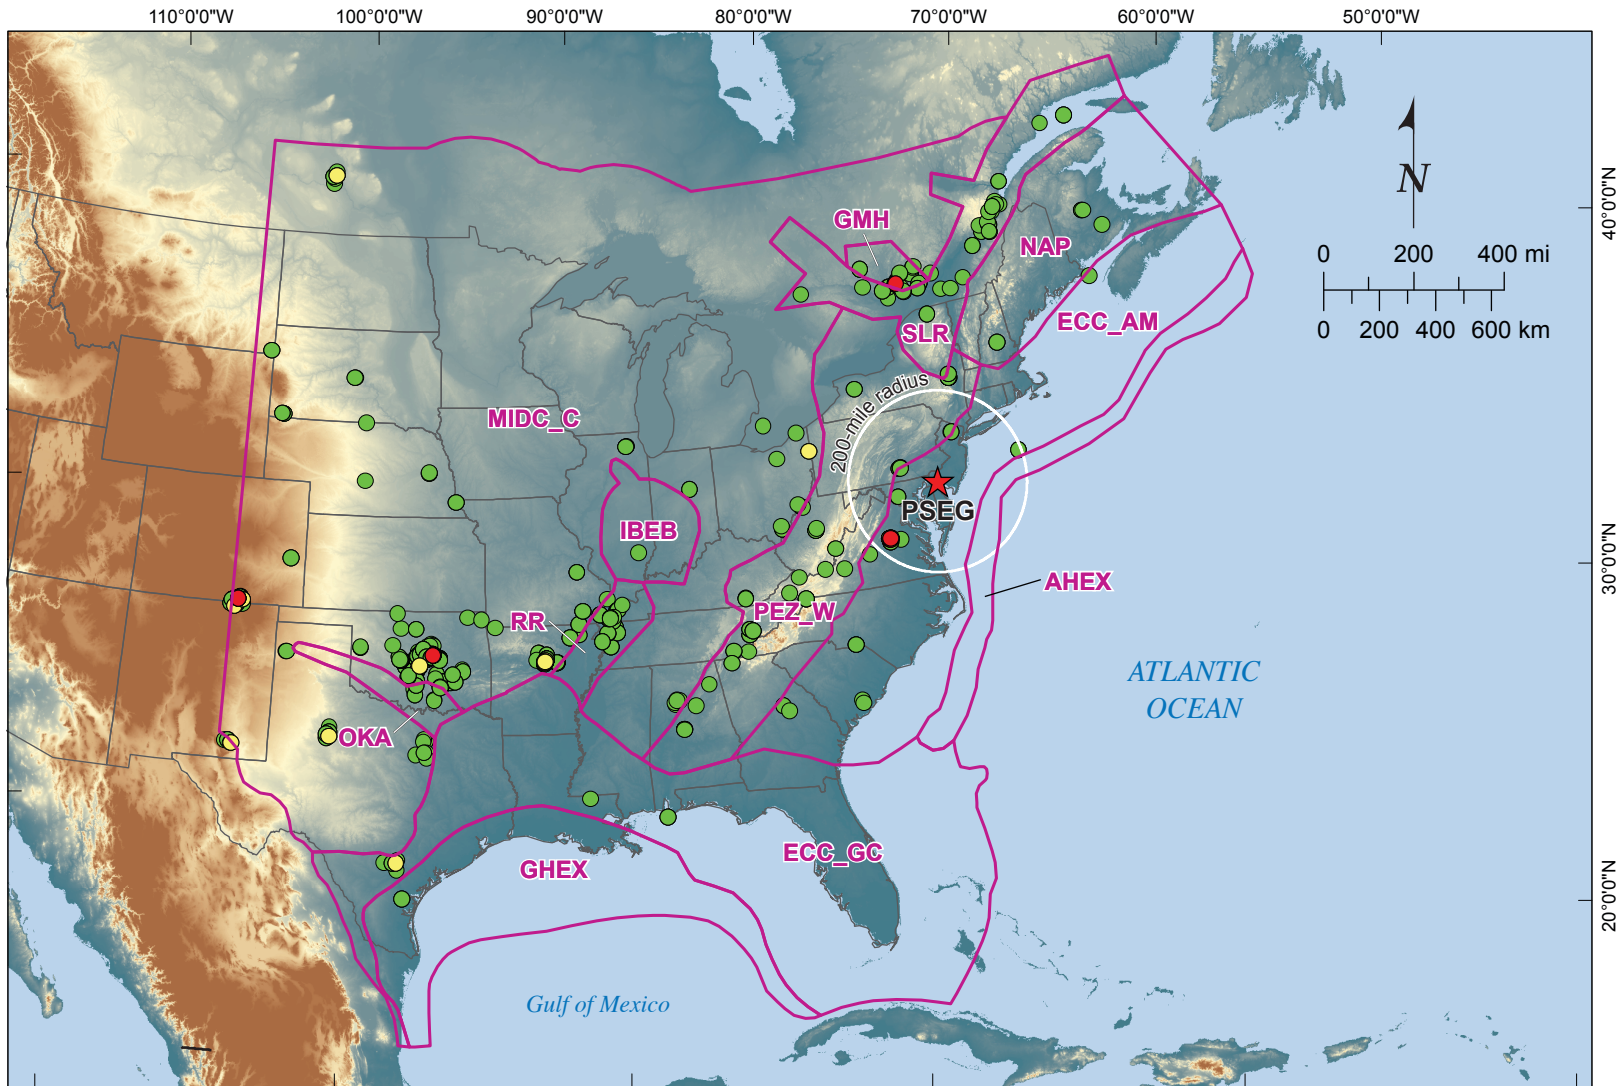 110°0'0"W
100°0'0"W
90°0'0"W
80°0'0"W
70°0'0"W
60°0'0"W
50°0'0"W
40°0'0"N
30°0'0"N
20°0'0"N
N
0 200 400 mi
0 200 400 600 km
GMH
NAP
ECC_AM
SLR
200-mile radius
MIDC_C
PSEG
IBEB
AHEX
RR
PEZ_W
OKA
ATLANTIC
OCEAN
ECC_GC
GHEX
Gulf of Mexico